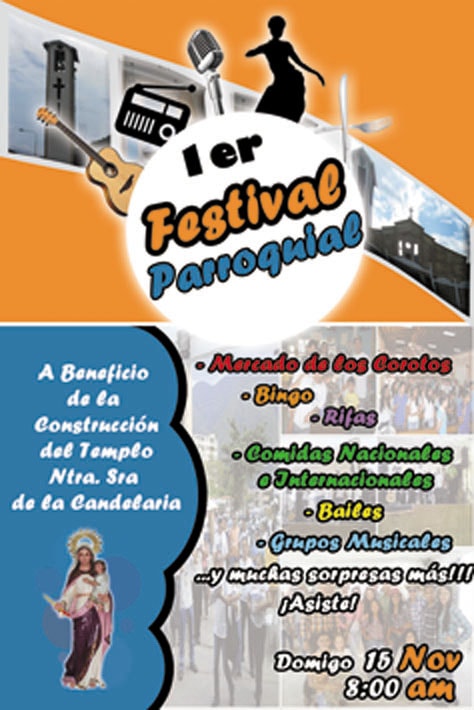 1er
Festival
Parroquial
A Beneficio
de la
Construcción
del Templo
Ntra. Sra
de la Candelaria
- Mercado de los Corotos
- Bingo
- Rifas
- Comidas Nacionales
e Internacionales
- Bailes
- Grupos Musicales
...y muchas sorpresas más!!!
¡Asiste!
Domigo 15 Nov
8:00 am